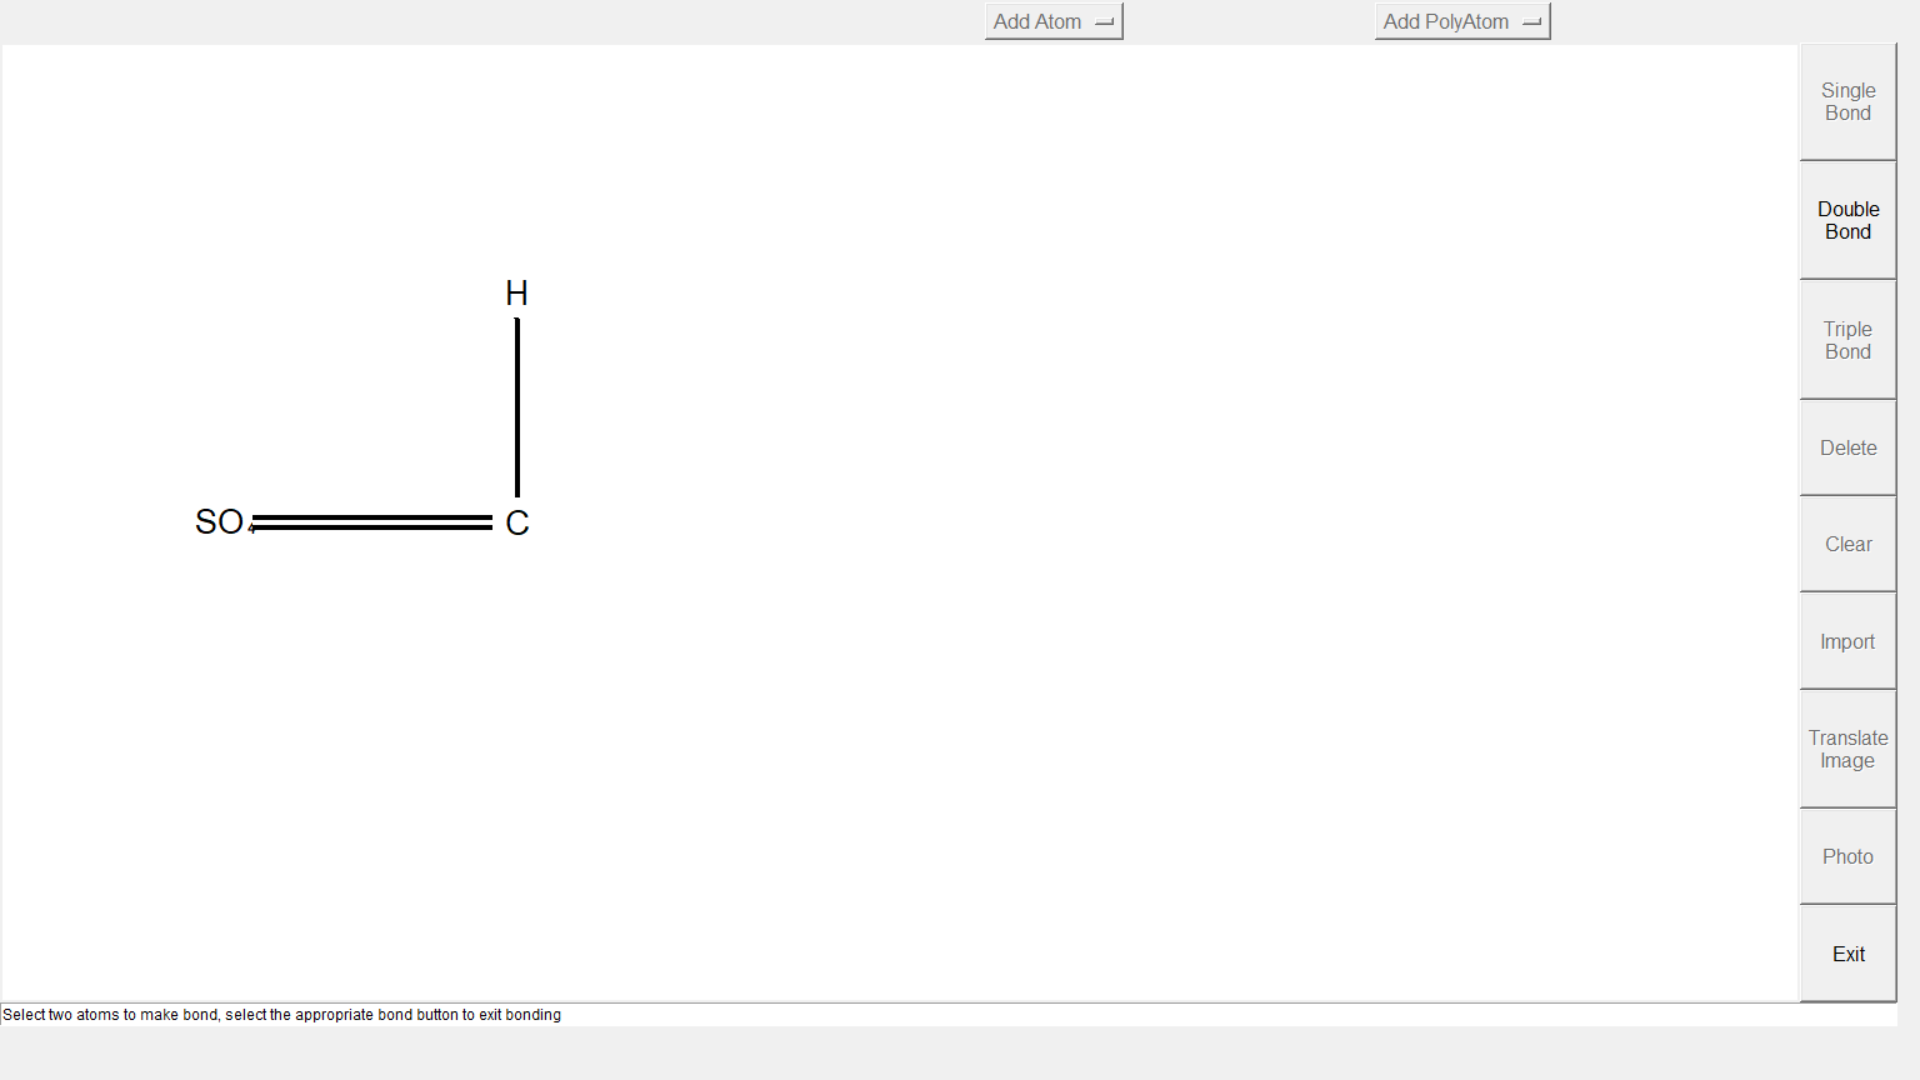 Add Atom
Add PolyAtom
Single
Bond
Double
Bond
Triple
Bond
Delete
Clear
Import
Translate
Image
Photo
Exit
H
SO₄
C
Select two atoms to make bond, select the appropriate bond button to exit bonding